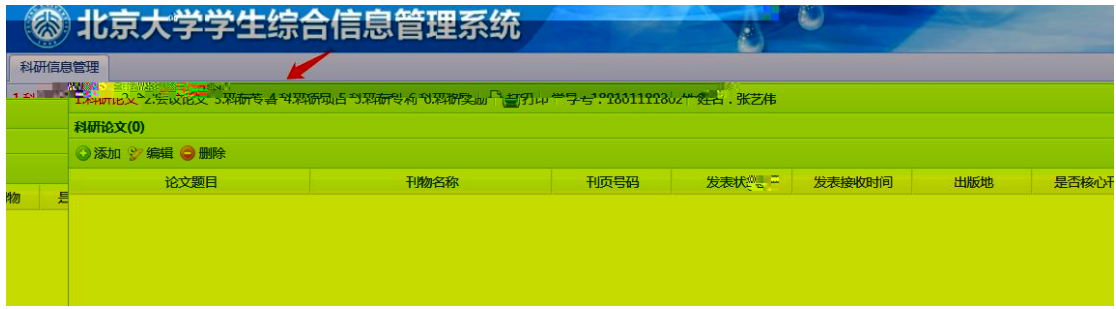 北京大学学生综合信息管理系统
科研信息管理
1.科研论文 2.会议论文 3.科研专著 4.科研项目 5.科研专利 6.科研奖励 打印 学号: 姓名: 张艺伟
科研论文(0)
添加 编辑 删除
物 是 论文题目 刊物名称 刊页号码 发表状 发表接收时间 出版地 是否核心刊